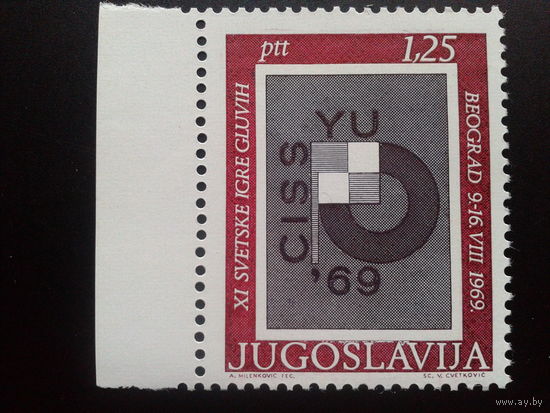 ptt 1,25
XI SVETSKE IGRE GLUVIH
CISS
YU
'69
BEOGRAD 9-16. VIII 1969.
JUGOSLAVIJA
A. MILENKOVIĆ FEC. SC. V. CVETKOVIĆ
www.ay.by